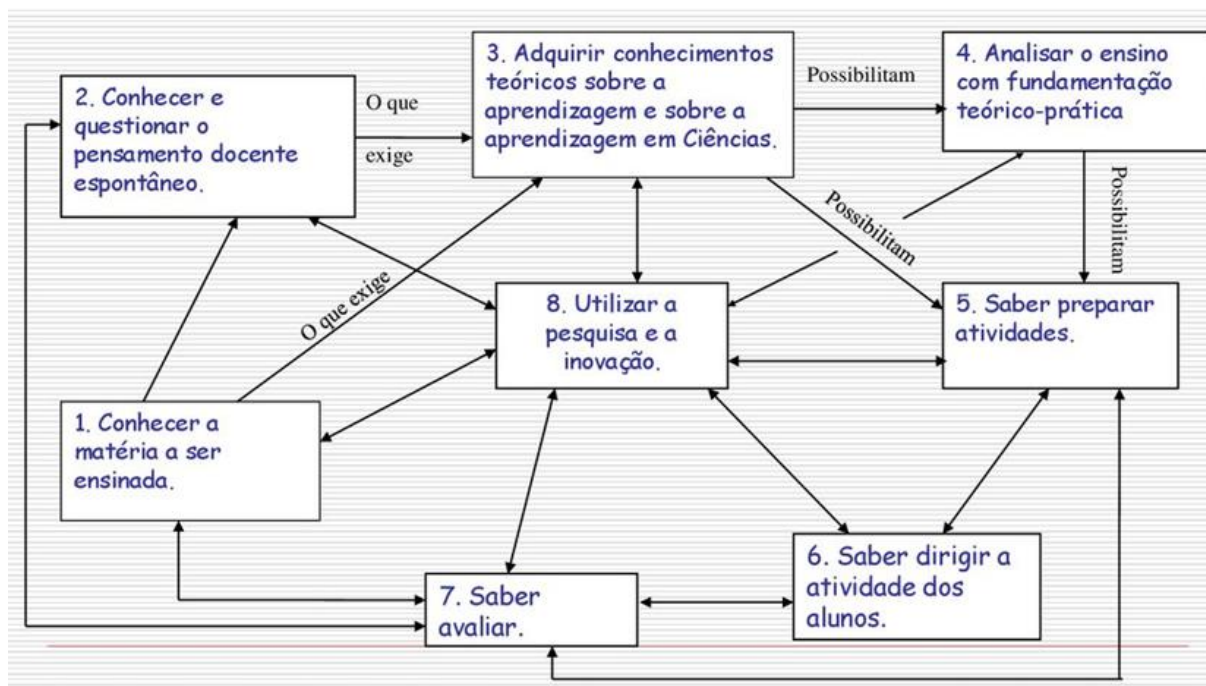 2. Conhecer e
questionar o
pensamento docente
espontâneo.
O que
exige
3. Adquirir conhecimentos
teóricos sobre a
aprendizagem e sobre a
aprendizagem em Ciências.
Possibilitam
4. Analisar o ensino
com fundamentação
teórico-prática
Possibilitam
Possibilitam
O que exige
8. Utilizar a
pesquisa e a
inovação.
5. Saber preparar
atividades.
1. Conhecer a
matéria a ser
ensinada.
7. Saber
avaliar.
6. Saber dirigir a
atividade dos
alunos.